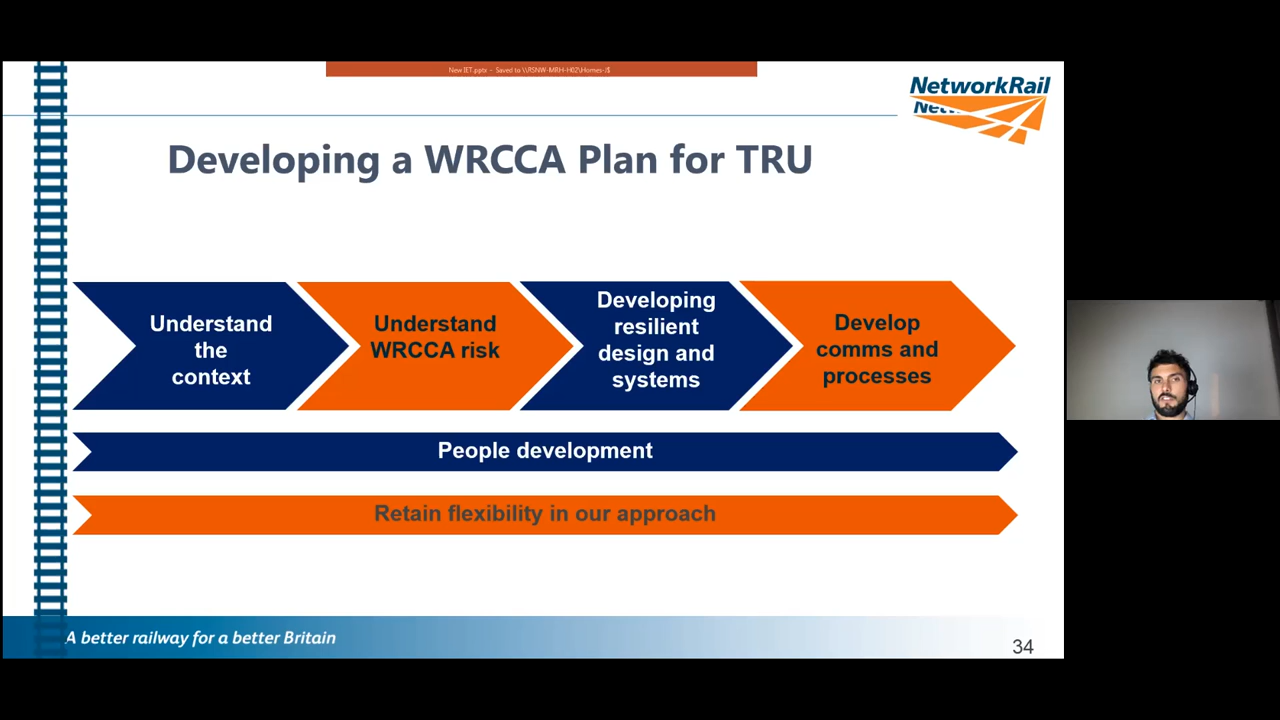 New IET.pptx - Saved to \\RSNW-MRH-H02\Homes-J$
NetworkRail
Netw
Developing a WRCCA Plan for TRU
Understand
the
context
Understand
WRCCA risk
Developing
resilient
design and
systems
Develop
comms and
processes
People development
Retain flexibility in our approach
A better railway for a better Britain
34